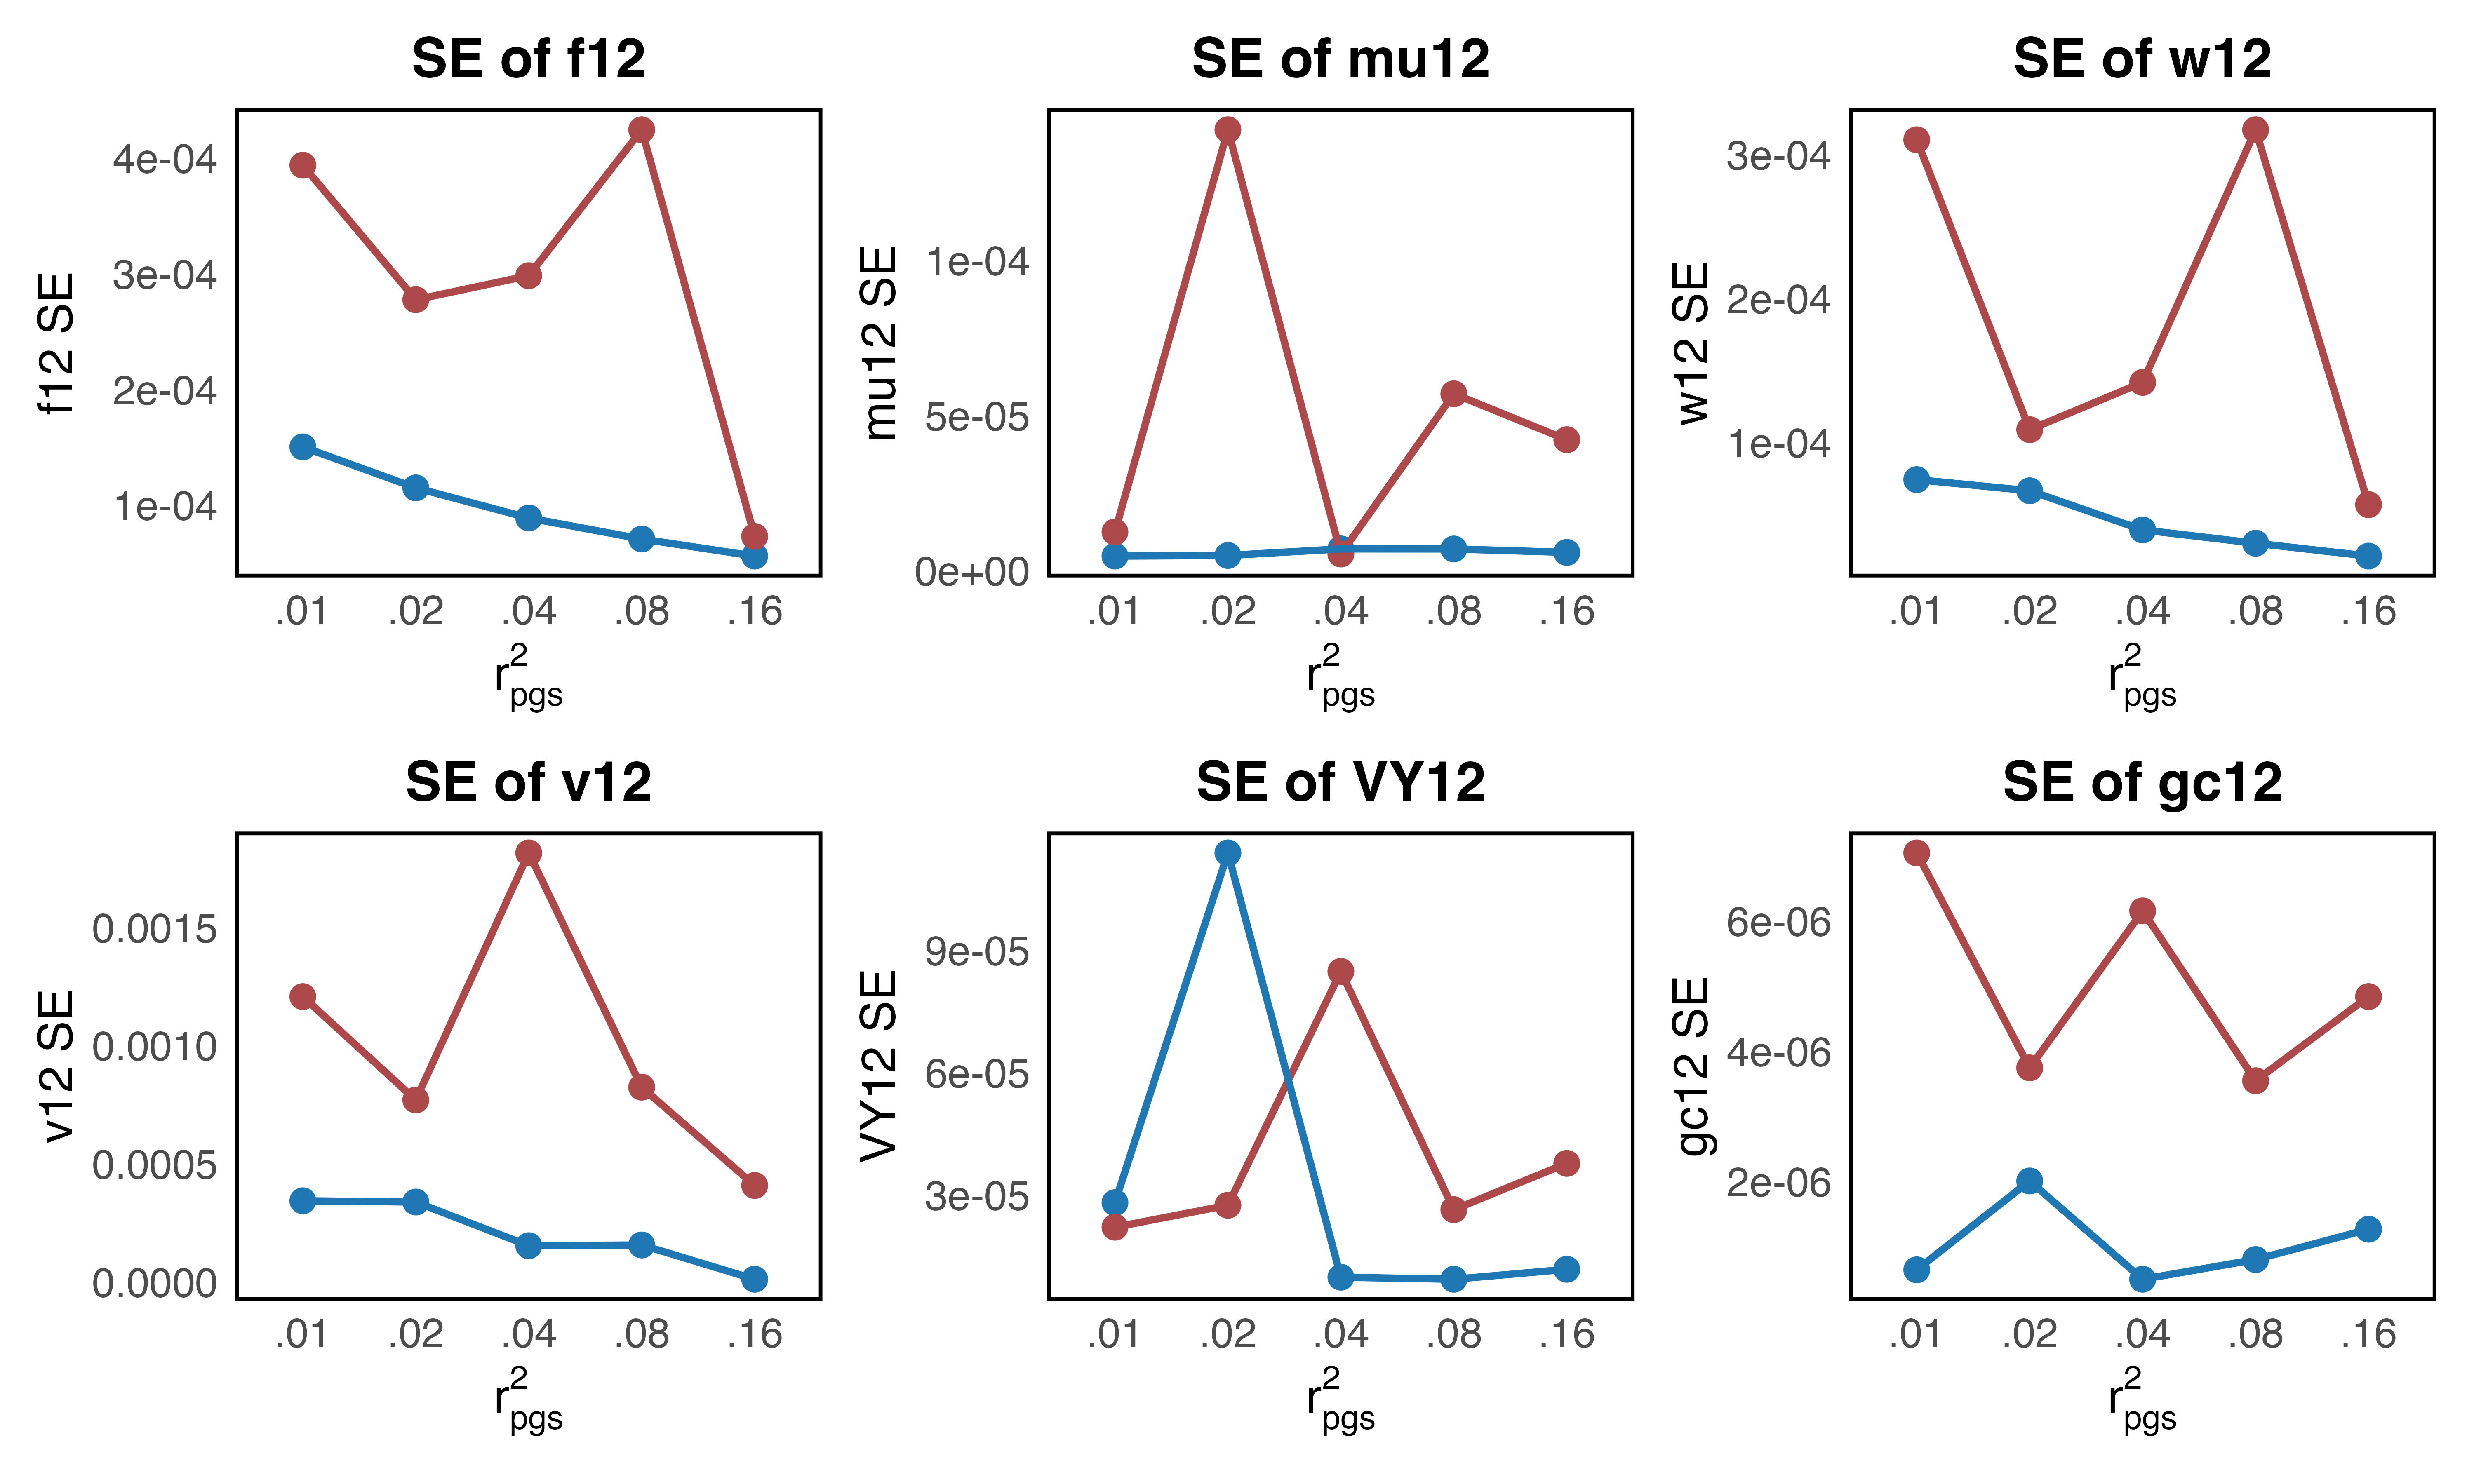 SE of f12
f12 SE
4e-04
3e-04
2e-04
1e-04
.01 .02 .04 .08 .16
r²pgs
SE of mu12
mu12 SE
1e-04
5e-05
0e+00
.01 .02 .04 .08 .16
r²pgs
SE of w12
w12 SE
3e-04
2e-04
1e-04
.01 .02 .04 .08 .16
r²pgs
SE of v12
v12 SE
0.0015
0.0010
0.0005
0.0000
.01 .02 .04 .08 .16
r²pgs
SE of VY12
VY12 SE
9e-05
6e-05
3e-05
.01 .02 .04 .08 .16
r²pgs
SE of gc12
gc12 SE
6e-06
4e-06
2e-06
.01 .02 .04 .08 .16
r²pgs